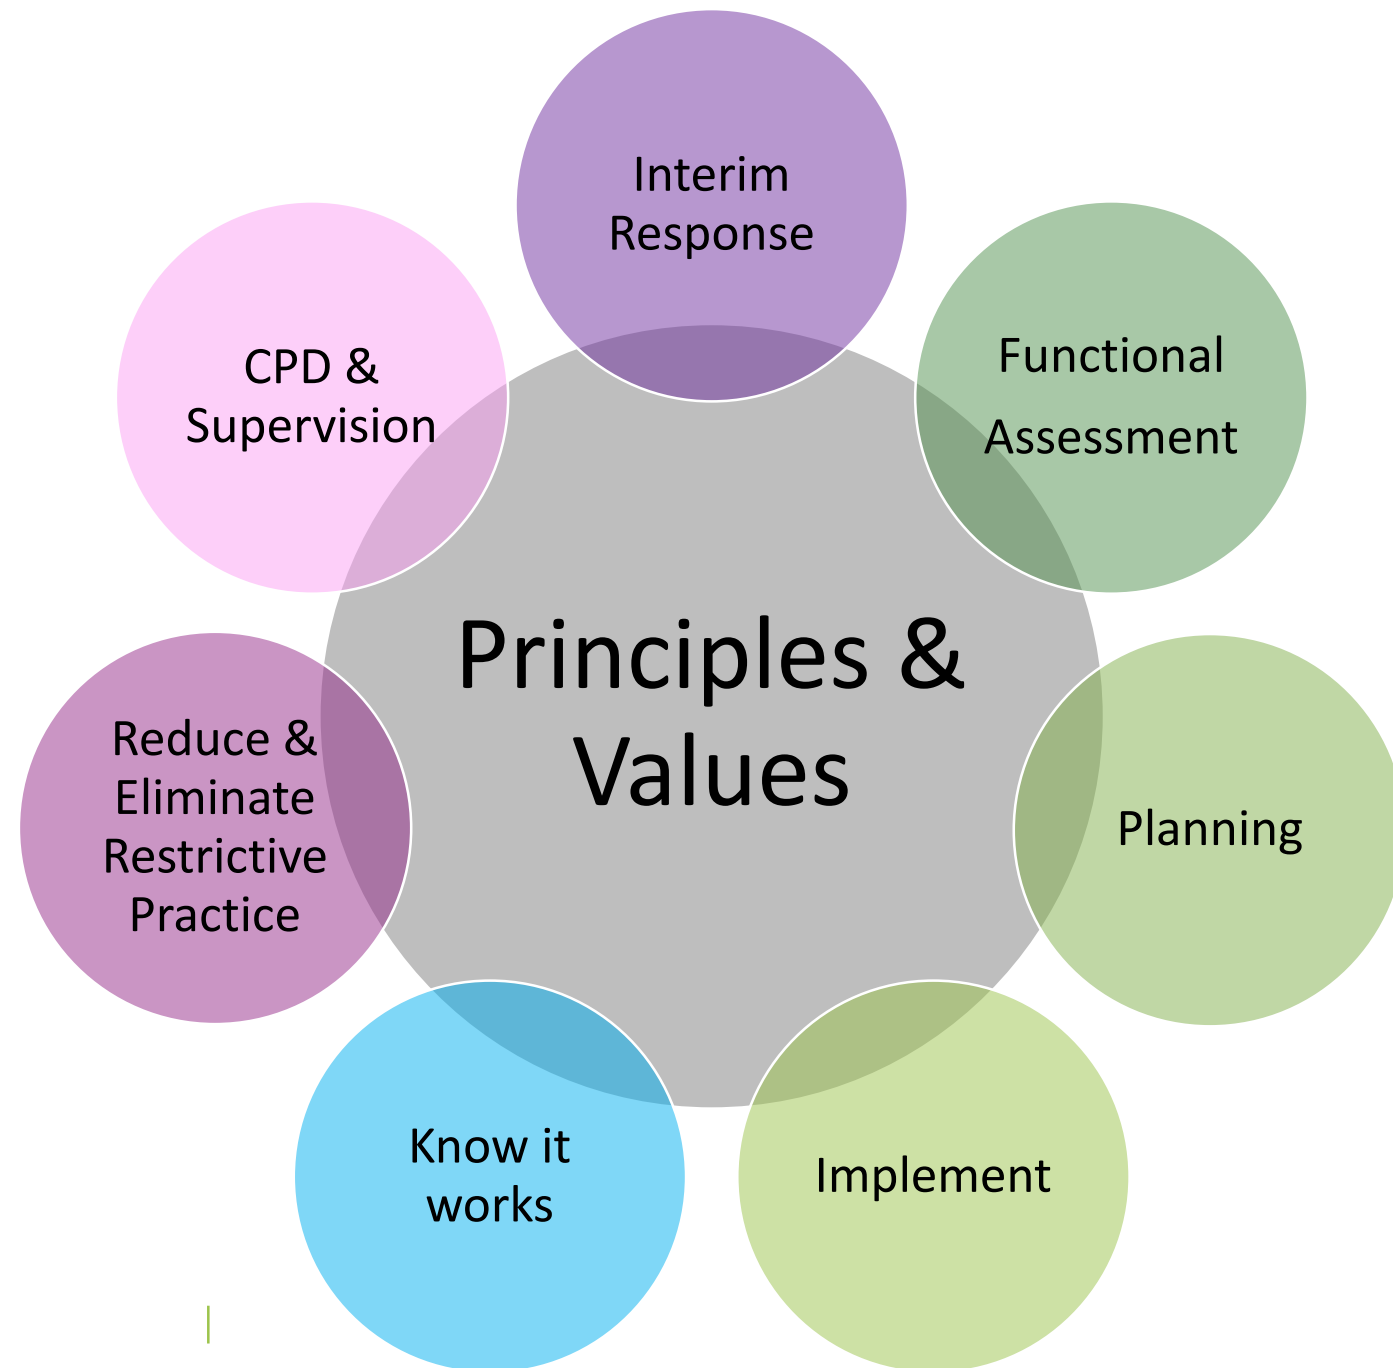 Interim
Response
Functional
Assessment
Planning
Implement
Know it
works
Reduce &
Eliminate
Restrictive
Practice
CPD &
Supervision
Principles &
Values